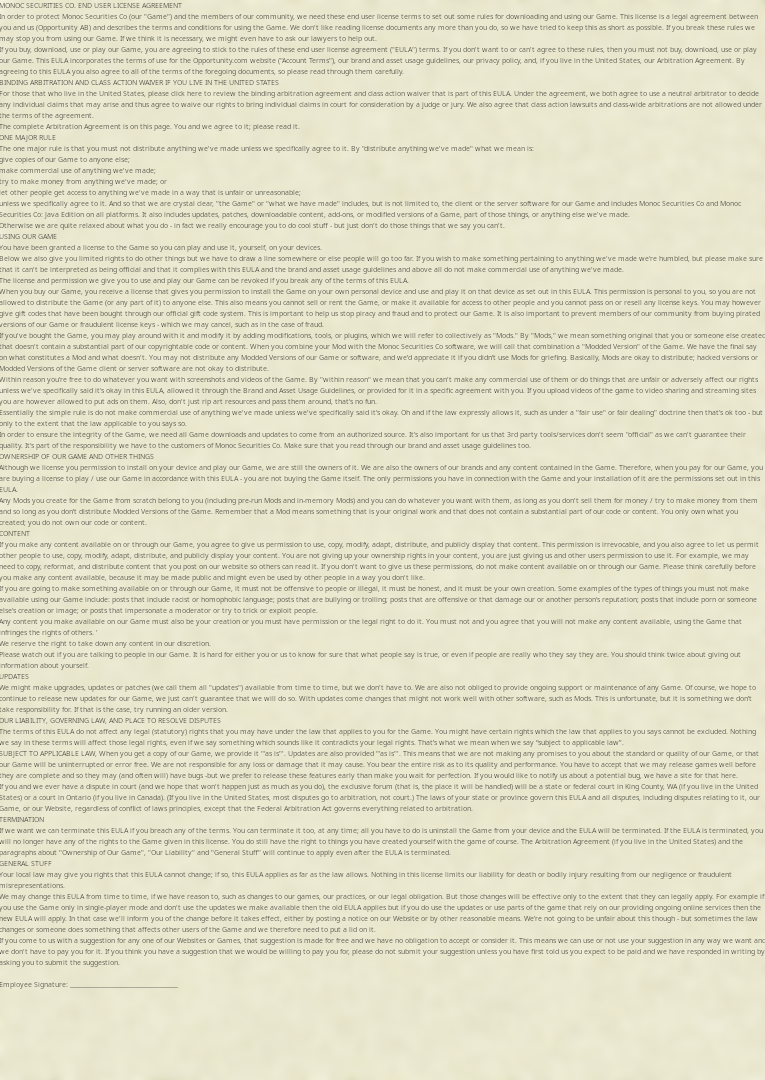 MONOC SECURITIES CO. END USER LICENSE AGREEMENT
In order to protect Monoc Securities Co (our "Game") and the members of our community, we need these end user license terms to set out some rules for downloading and using our Game. This license is a legal agreement between
you and us (Opportunity AB) and describes the terms and conditions for using the Game. We don't like reading license documents any more than you do, so we have tried to keep this as short as possible. If you break these rules we
may stop you from using our Game. If we think it is necessary, we might even have to ask our lawyers to help out.
If you buy, download, use or play our Game, you are agreeing to stick to the rules of these end user license agreement ("EULA") terms. If you don't want to or can't agree to these rules, then you must not buy, download, use or play
our Game. This EULA incorporates the terms of use for the Opportunity.com website ("Account Terms"), our brand and asset usage guidelines, our privacy policy, and, if you live in the United States, our Arbitration Agreement. By
agreeing to this EULA you also agree to all of the terms of the foregoing documents, so please read through them carefully.
BINDING ARBITRATION AND CLASS ACTION WAIVER IF YOU LIVE IN THE UNITED STATES
For those that who live in the United States, please click here to review the binding arbitration agreement and class action waiver that is part of this EULA. Under the agreement, we both agree to use a neutral arbitrator to decide
any individual claims that may arise and thus agree to waive our rights to bring individual claims in court for consideration by a judge or jury. We also agree that class action lawsuits and class-wide arbitrations are not allowed under
the terms of the agreement.
The complete Arbitration Agreement is on this page. You and we agree to it; please read it.
ONE MAJOR RULE
The one major rule is that you must not distribute anything we've made unless we specifically agree to it. By "distribute anything we've made" what we mean is:
give copies of our Game to anyone else;
make commercial use of anything we've made;
try to make money from anything we've made; or
let other people get access to anything we've made in a way that is unfair or unreasonable;
unless we specifically agree to it. And so that we are crystal clear, "the Game" or "what we have made" includes, but is not limited to, the client or the server software for our Game and includes Monoc Securities Co and Monoc
Securities Co: Java Edition on all platforms. It also includes updates, patches, downloadable content, add-ons, or modified versions of a Game, part of those things, or anything else we've made.
Otherwise we are quite relaxed about what you do - in fact we really encourage you to do cool stuff - but just don't do those things that we say you can't.
USING OUR GAME
You have been granted a license to the Game so you can play and use it, yourself, on your devices.
Below we also give you limited rights to do other things but we have to draw a line somewhere or else people will go too far. If you wish to make something pertaining to anything we've made we're humbled, but please make sure
that it can't be interpreted as being official and that it complies with this EULA and the brand and asset usage guidelines and above all do not make commercial use of anything we've made.
The license and permission we give you to use and play our Game can be revoked if you break any of the terms of this EULA.
When you buy our Game, you receive a license that gives you permission to install the Game on your own personal device and use and play it on that device as set out in this EULA. This permission is personal to you, so you are not
allowed to distribute the Game (or any part of it) to anyone else. This also means you cannot sell or rent the Game, or make it available for access to other people and you cannot pass on or resell any license keys. You may however
give gift codes that have been bought through our official gift code system. This is important to help us stop piracy and fraud and to protect our Game. It is also important to prevent members of our community from buying pirated
versions of our Game or fraudulent license keys - which we may cancel, such as in the case of fraud.
If you've bought the Game, you may play around with it and modify it by adding modifications, tools, or plugins, which we will refer to collectively as "Mods." By "Mods," we mean something original that you or someone else created
that doesn't contain a substantial part of our copyrightable code or content. When you combine your Mod with the Monoc Securities Co software, we will call that combination a "Modded Version" of the Game. We have the final say
on what constitutes a Mod and what doesn't. You may not distribute any Modded Versions of our Game or software, and we'd appreciate it if you didn't use Mods for griefing. Basically, Mods are okay to distribute; hacked versions or
Modded Versions of the Game client or server software are not okay to distribute.
Within reason you're free to do whatever you want with screenshots and videos of the Game. By "within reason" we mean that you can't make any commercial use of them or do things that are unfair or adversely affect our rights
unless we've specifically said it's okay in this EULA, allowed it through the Brand and Asset Usage Guidelines, or provided for it in a specific agreement with you. If you upload videos of the game to video sharing and streaming sites
you are however allowed to put ads on them. Also, don't just rip art resources and pass them around, that's no fun.
Essentially the simple rule is do not make commercial use of anything we've made unless we've specifically said it's okay. Oh and if the law expressly allows it, such as under a "fair use" or fair dealing" doctrine then that's ok too - but
only to the extent that the law applicable to you says so.
In order to ensure the integrity of the Game, we need all Game downloads and updates to come from an authorized source. It's also important for us that 3rd party tools/services don't seem "official" as we can't guarantee their
quality. It's part of the responsibility we have to the customers of Monoc Securities Co. Make sure that you read through our brand and asset usage guidelines too.
OWNERSHIP OF OUR GAME AND OTHER THINGS
Although we license you permission to install on your device and play our Game, we are still the owners of it. We are also the owners of our brands and any content contained in the Game. Therefore, when you pay for our Game, you
are buying a license to play / use our Game in accordance with this EULA - you are not buying the Game itself. The only permissions you have in connection with the Game and your installation of it are the permissions set out in this
EULA.
Any Mods you create for the Game from scratch belong to you (including pre-run Mods and in-memory Mods) and you can do whatever you want with them, as long as you don't sell them for money / try to make money from them
and so long as you don't distribute Modded Versions of the Game. Remember that a Mod means something that is your original work and that does not contain a substantial part of our code or content. You only own what you
created; you do not own our code or content.
CONTENT
If you make any content available on or through our Game, you agree to give us permission to use, copy, modify, adapt, distribute, and publicly display that content. This permission is irrevocable, and you also agree to let us permit
other people to use, copy, modify, adapt, distribute, and publicly display your content. You are not giving up your ownership rights in your content, you are just giving us and other users permission to use it. For example, we may
need to copy, reformat, and distribute content that you post on our website so others can read it. If you don't want to give us these permissions, do not make content available on or through our Game. Please think carefully before
you make any content available, because it may be made public and might even be used by other people in a way you don't like.
If you are going to make something available on or through our Game, it must not be offensive to people or illegal, it must be honest, and it must be your own creation. Some examples of the types of things you must not make
available using our Game include: posts that include racist or homophobic language; posts that are bullying or trolling; posts that are offensive or that damage our or another person's reputation; posts that include porn or someone
else's creation or image; or posts that impersonate a moderator or try to trick or exploit people.
Any content you make available on our Game must also be your creation or you must have permission or the legal right to do it. You must not and you agree that you will not make any content available, using the Game that
infringes the rights of others. '
We reserve the right to take down any content in our discretion.
Please watch out if you are talking to people in our Game. It is hard for either you or us to know for sure that what people say is true, or even if people are really who they say they are. You should think twice about giving out
information about yourself.
UPDATES
We might make upgrades, updates or patches (we call them all "updates") available from time to time, but we don't have to. We are also not obliged to provide ongoing support or maintenance of any Game. Of course, we hope to
continue to release new updates for our Game, we just can't guarantee that we will do so. With updates come changes that might not work well with other software, such as Mods. This is unfortunate, but it is something we don't
take responsibility for. If that is the case, try running an older version.
OUR LIABILITY, GOVERNING LAW, AND PLACE TO RESOLVE DISPUTES
The terms of this EULA do not affect any legal (statutory) rights that you may have under the law that applies to you for the Game. You might have certain rights which the law that applies to you says cannot be excluded. Nothing
we say in these terms will affect those legal rights, even if we say something which sounds like it contradicts your legal rights. That's what we mean when we say "subject to applicable law".
SUBJECT TO APPLICABLE LAW, When you get a copy of our Game, we provide it "'as is"'. Updates are also provided "'as is"'. This means that we are not making any promises to you about the standard or quality of our Game, or that
our Game will be uninterrupted or error free. We are not responsible for any loss or damage that it may cause. You bear the entire risk as to its quality and performance. You have to accept that we may release games well before
they are complete and so they may (and often will) have bugs -but we prefer to release these features early than make you wait for perfection. If you would like to notify us about a potential bug, we have a site for that here.
If you and we ever have a dispute in court (and we hope that won't happen just as much as you do), the exclusive forum (that is, the place it will be handled) will be a state or federal court in King County, WA (if you live in the United
States) or a court in Ontario (if you live in Canada). (If you live in the United States, most disputes go to arbitration, not court.) The laws of your state or province govern this EULA and all disputes, including disputes relating to it, our
Game, or our Website, regardless of conflict of laws principles, except that the Federal Arbitration Act governs everything related to arbitration.
TERMINATION
If we want we can terminate this EULA if you breach any of the terms. You can terminate it too, at any time; all you have to do is uninstall the Game from your device and the EULA will be terminated. If the EULA is terminated, you
will no longer have any of the rights to the Game given in this license. You do still have the right to things you have created yourself with the game of course. The Arbitration Agreement (if you live in the United States) and the
paragraphs about "Ownership of Our Game", "Our Liability" and "General Stuff" will continue to apply even after the EULA is terminated.
GENERAL STUFF
Your local law may give you rights that this EULA cannot change; if so, this EULA applies as far as the law allows. Nothing in this license limits our liability for death or bodily injury resulting from our negligence or fraudulent
misrepresentations.
We may change this EULA from time to time, if we have reason to, such as changes to our games, our practices, or our legal obligation. But those changes will be effective only to the extent that they can legally apply. For example if
you use the Game only in single-player mode and don't use the updates we make available then the old EULA applies but if you do use the updates or use parts of the game that rely on our providing ongoing online services then the
new EULA will apply. In that case we'll inform you of the change before it takes effect, either by posting a notice on our Website or by other reasonable means. We're not going to be unfair about this though - but sometimes the law
changes or someone does something that affects other users of the Game and we therefore need to put a lid on it.
If you come to us with a suggestion for any one of our Websites or Games, that suggestion is made for free and we have no obligation to accept or consider it. This means we can use or not use your suggestion in any way we want and
we don't have to pay you for it. If you think you have a suggestion that we would be willing to pay you for, please do not submit your suggestion unless you have first told us you expect to be paid and we have responded in writing by
asking you to submit the suggestion.
Employee Signature: ______________________________